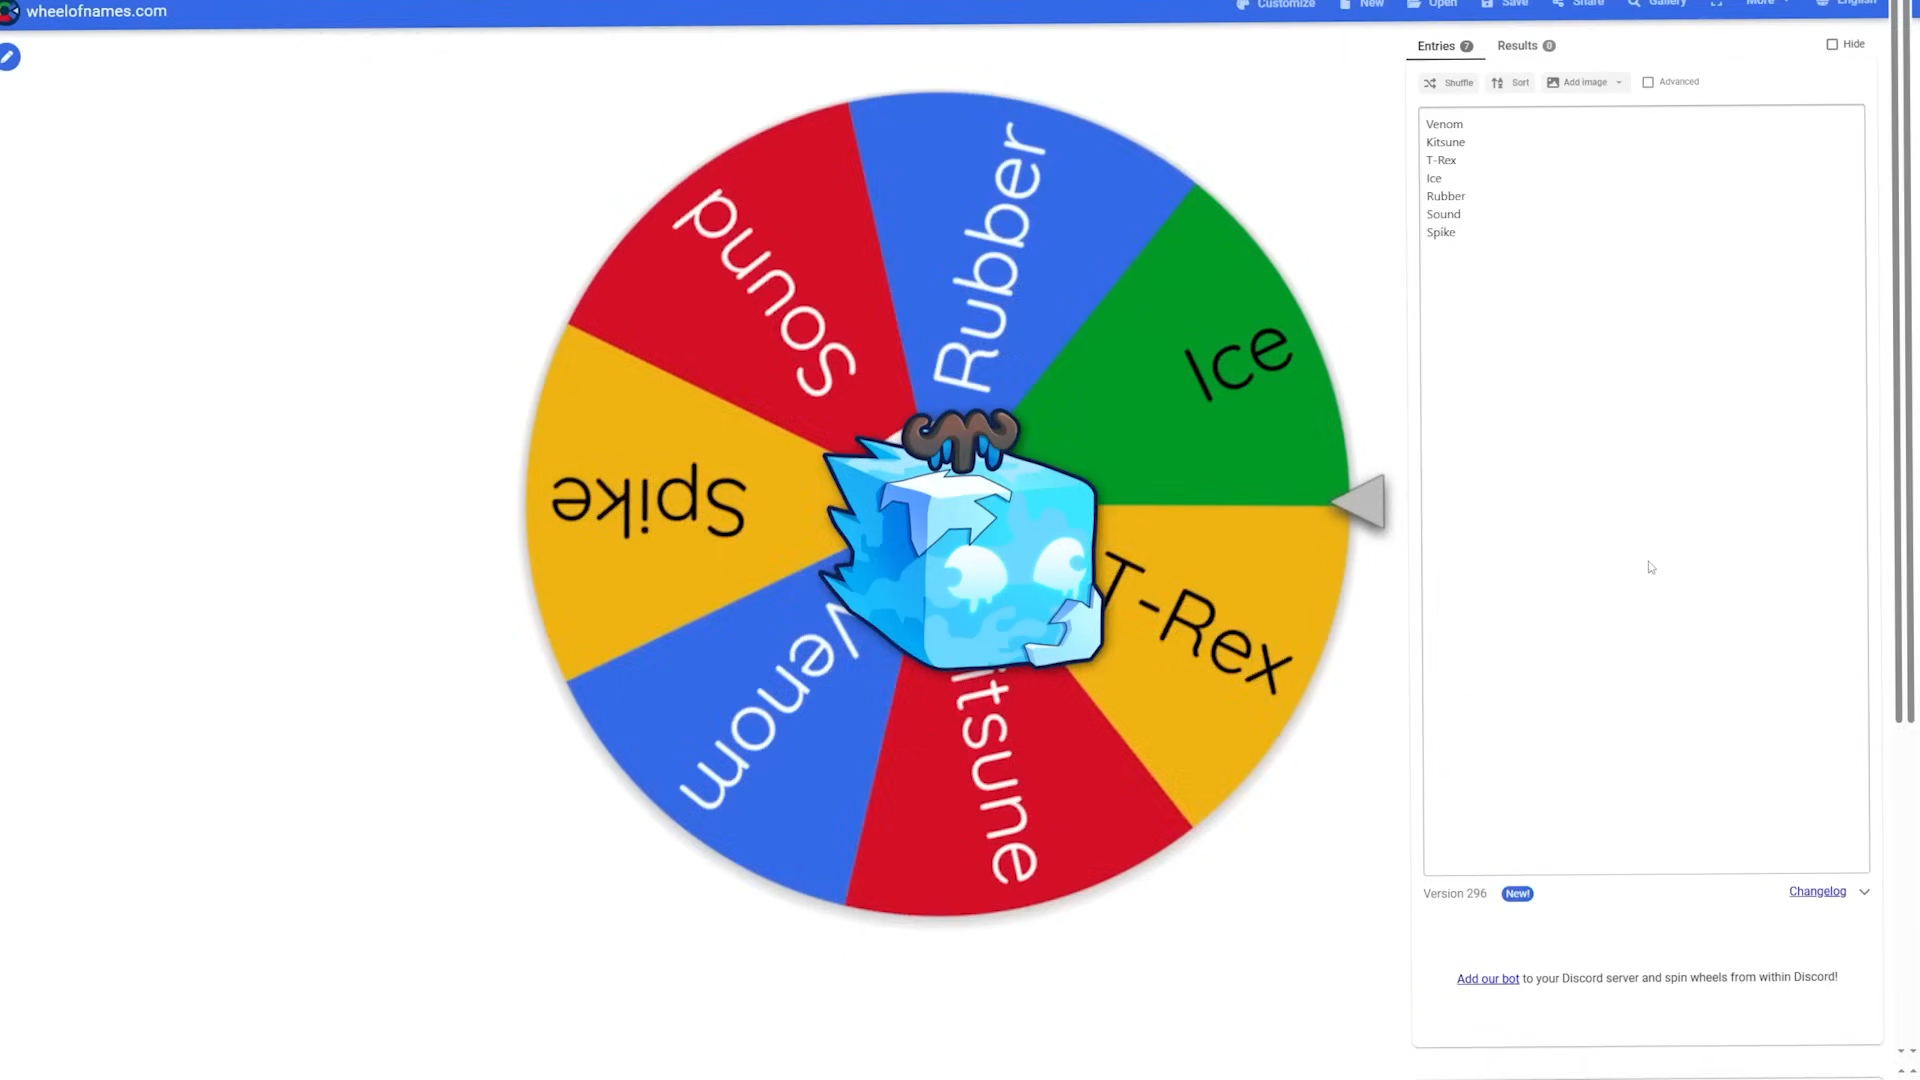 wheelofnames.com
Customize New Open Save Share Gallery More English
Entries 7 Results 0 Hide
Shuffle Sort Add image Advanced
Venom
Kitsune
T-Rex
Ice
Rubber
Sound
Spike
Rubber
Sound
Ice
Spike
T-Rex
Venom
itsune
Version 296 New! Changelog
Add our bot to your Discord server and spin wheels from within Discord!